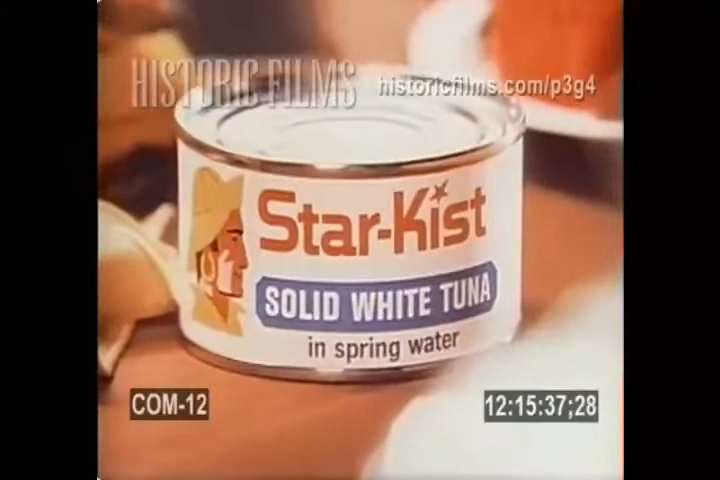 HISTORIC FILMS
historicfilms.com/p3g4
Star-Kist
SOLID WHITE TUNA
in spring water
COM-12
12:15:37;28